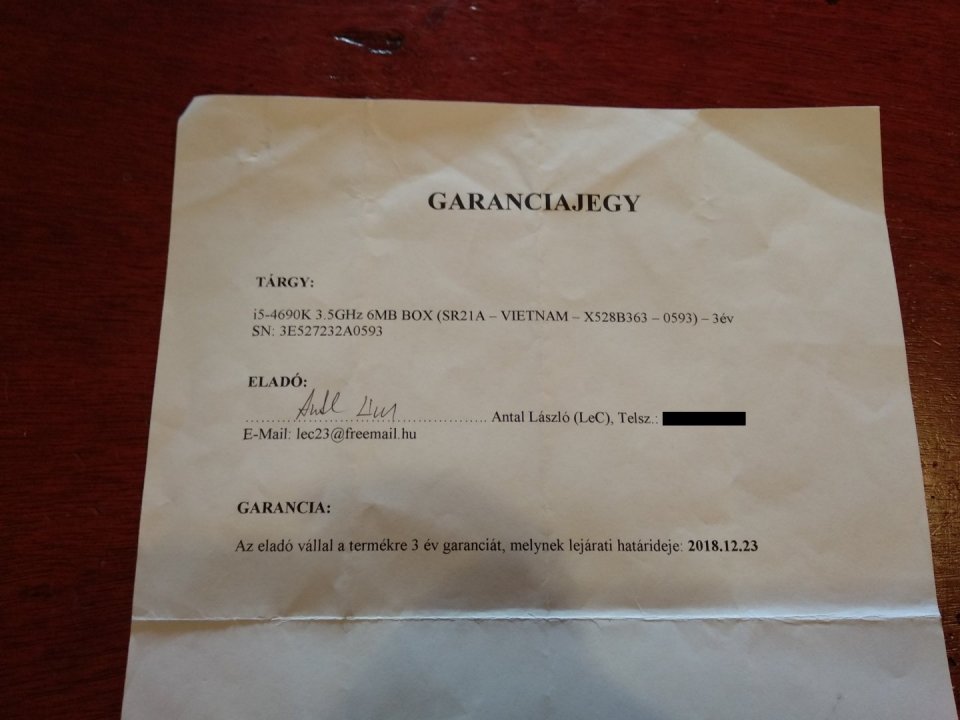 GARANCIAJEGY
TÁRGY:
i5-4690K 3.5GHz 6MB BOX (SR21A – VIETNAM – X528B363 – 0593) – 3év
SN: 3E527232A0593
ELADÓ:
........................................................ Antal László (LeC), Telsz.:
E-Mail: lec23@freemail.hu
GARANCIA:
Az eladó vállal a termékre 3 év garanciát, melynek lejárati határideje: 2018.12.23